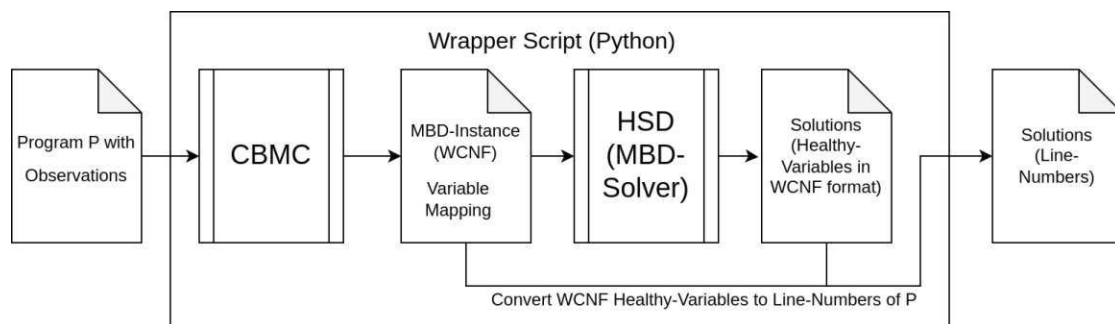 Wrapper Script (Python)
Program P with
Observations
CBMC
MBD-Instance
(WCNF)
Variable
Mapping
HSD
(MBD-
Solver)
Solutions
(Healthy-
Variables in
WCNF format)
Solutions
(Line-
Numbers)
Convert WCNF Healthy-Variables to Line-Numbers of P